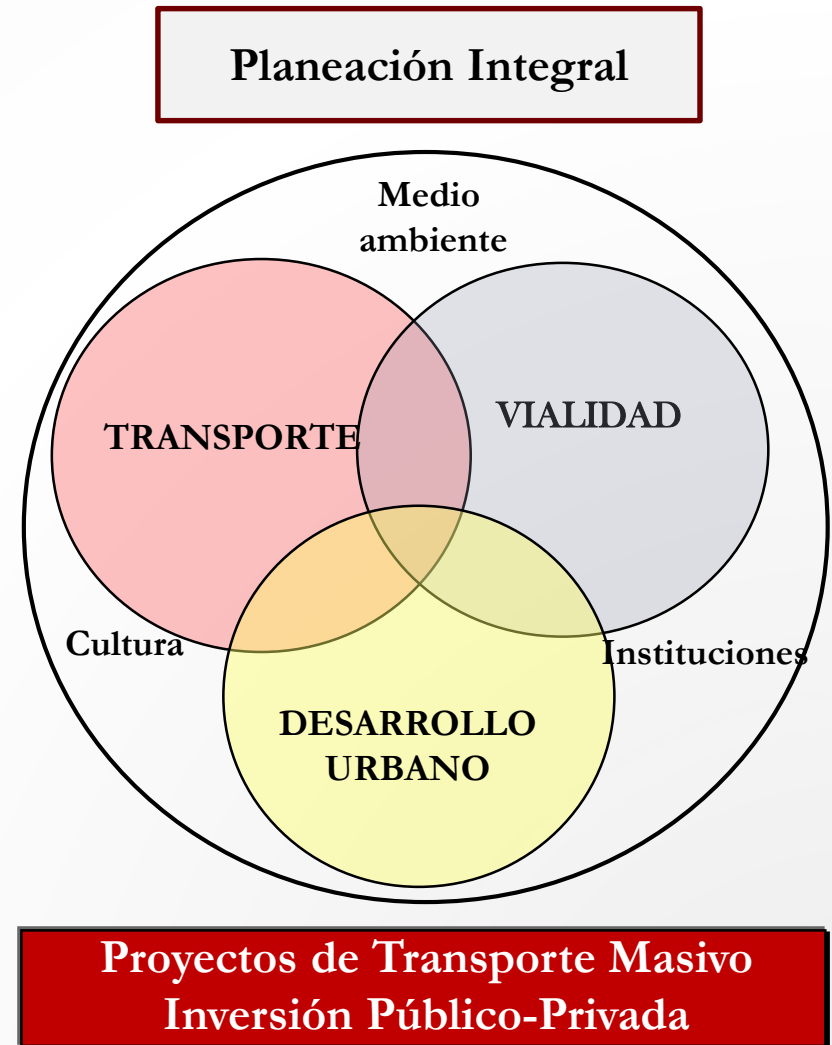 Planeación Integral
Medio
ambiente
TRANSPORTE
VIALIDAD
Cultura
Instituciones
DESARROLLO
URBANO
Proyectos de Transporte Masivo
Inversión Público-Privada